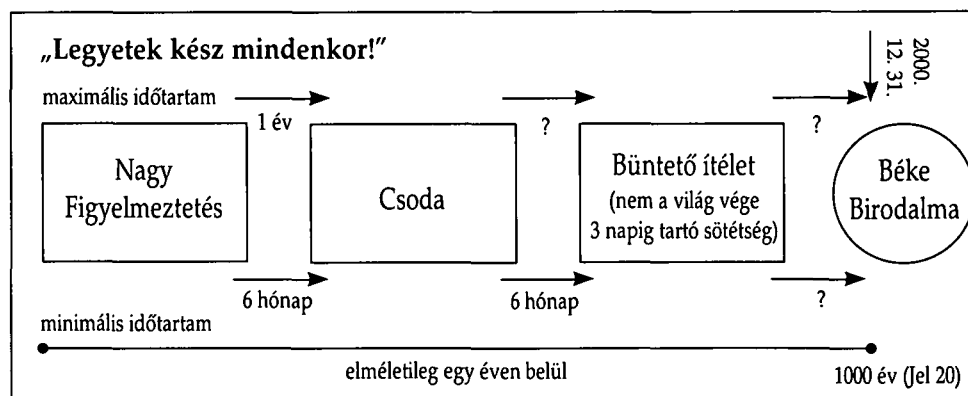 „Legyetek kész mindenkor!”
2000.
12. 31.
maximális időtartam
1 év
?
?
Nagy
Figyelmeztetés
Csoda
Büntető ítélet
(nem a világ vége
3 napig tartó sötétség)
Béke
Birodalma
6 hónap
6 hónap
?
minimális időtartam
elméletileg egy éven belül
1000 év (Jel 20)